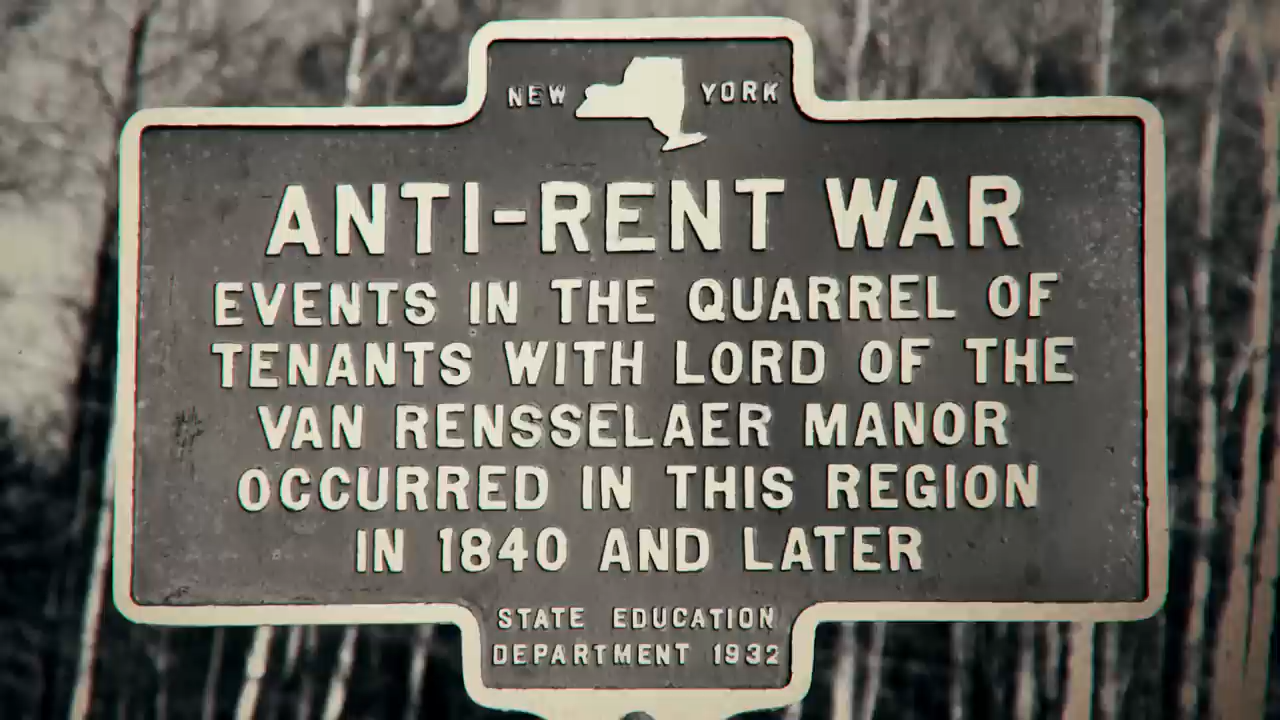 NEW YORK
ANTI-RENT WAR
EVENTS IN THE QUARREL OF
TENANTS WITH LORD OF THE
VAN RENSSELAER MANOR
OCCURRED IN THIS REGION
IN 1840 AND LATER
STATE EDUCATION
DEPARTMENT 1932